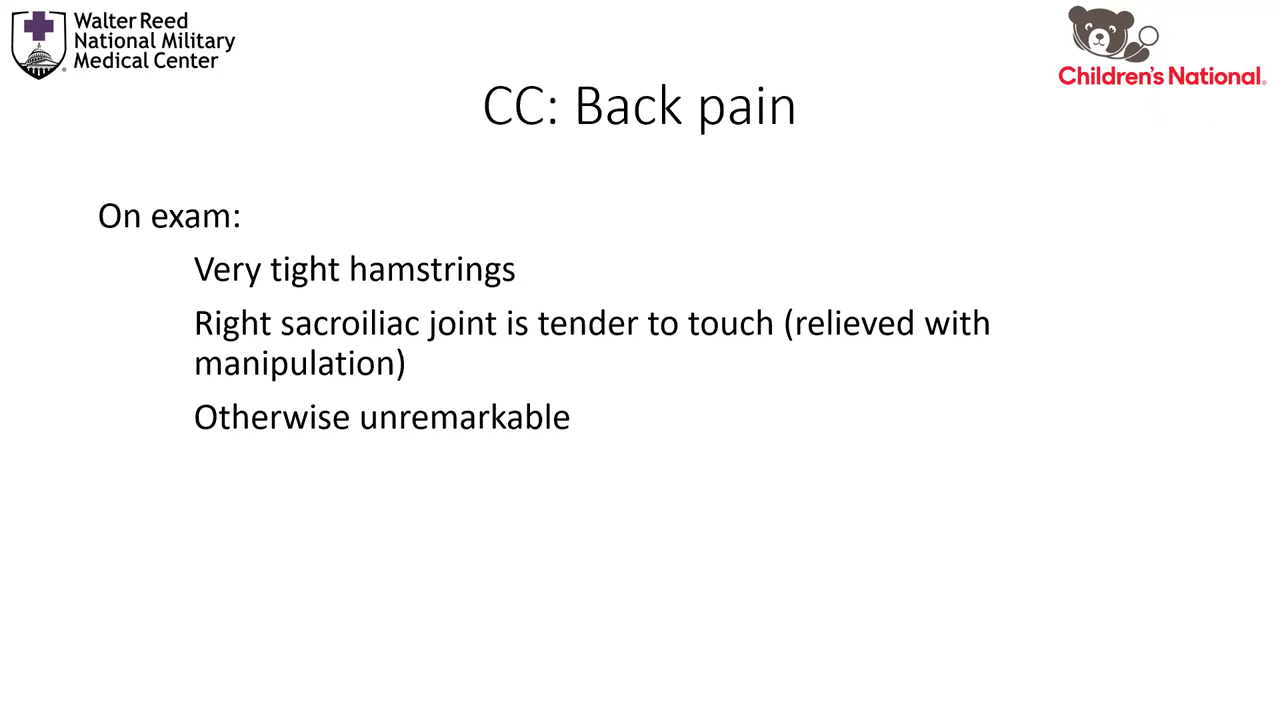 Walter Reed
National Military
Medical Center
Children's National
CC: Back pain
On exam:
Very tight hamstrings
Right sacroiliac joint is tender to touch (relieved with
manipulation)
Otherwise unremarkable